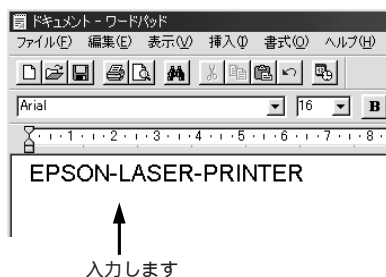 ドキュメント - ワードパッド
ファイル(F) 編集(E) 表示(V) 挿入(I) 書式(O) ヘルプ(H)
Arial 16 B
1 2 3 4 5 6 7 8
EPSON-LASER-PRINTER
入力します